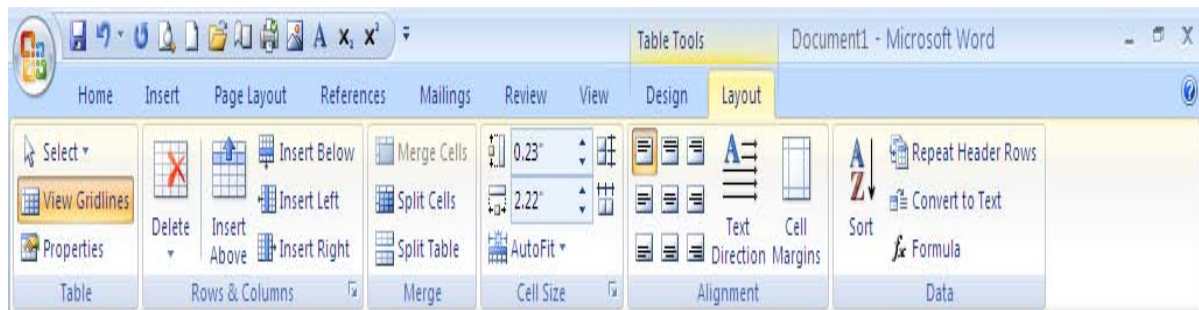 A X₂ X² Table Tools Document1 - Microsoft Word
Home Insert Page Layout References Mailings Review View Design Layout
Select
View Gridlines
Properties
Table
Delete
Insert Above
Insert Below
Insert Left
Insert Right
Rows & Columns
Merge Cells
Split Cells
Split Table
Merge
0.23"
2.22"
AutoFit
Cell Size
Text Direction
Cell Margins
Alignment
A Z Sort
Repeat Header Rows
Convert to Text
fx Formula
Data